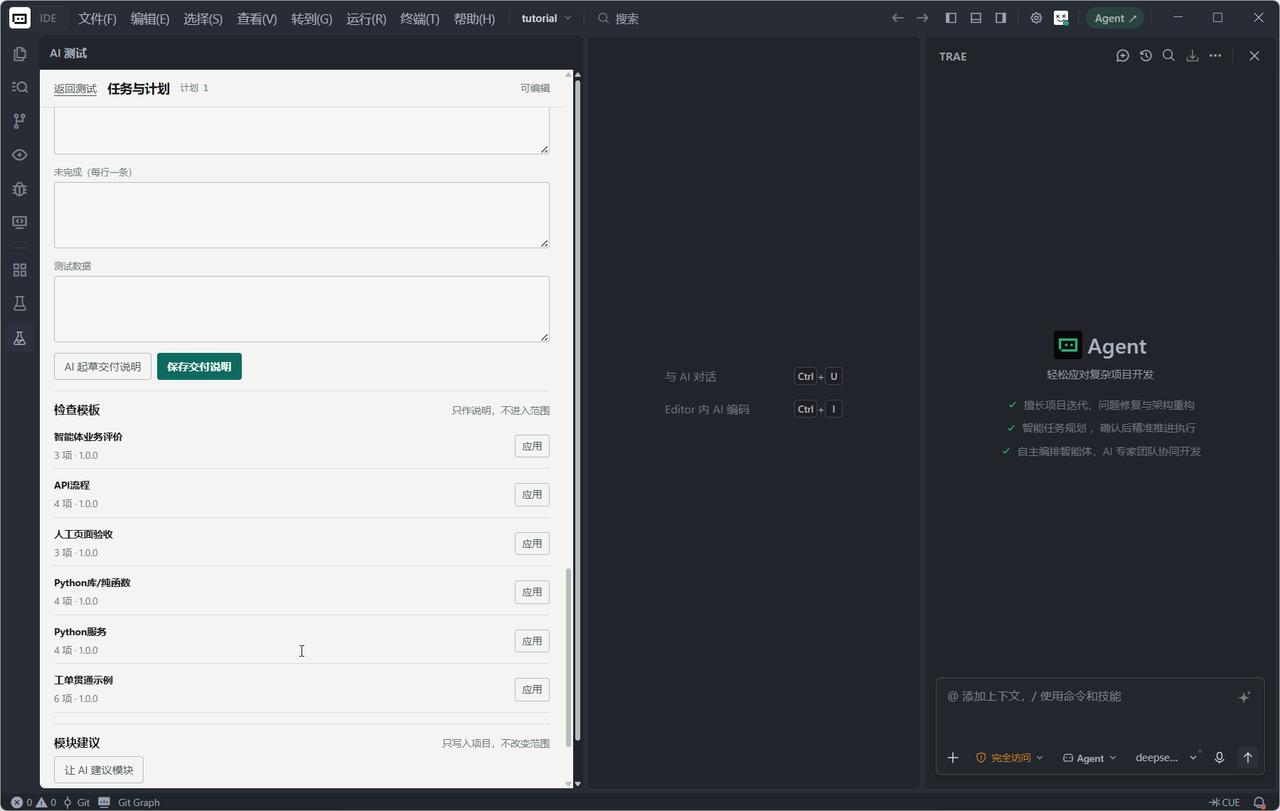 IDE 文件(F) 编辑(E) 选择(S) 查看(V) 转到(G) 运行(R) 终端(T) 帮助(H) tutorial 搜索 Agent ↗
AI 测试
返回测试 任务与计划 计划 1 可编辑
未完成（每行一条）
测试数据
AI 起草交付说明 保存交付说明
检查模板 只作说明，不进入范围
智能体业务评价
3 项 · 1.0.0 应用
API流程
4 项 · 1.0.0 应用
人工页面验收
3 项 · 1.0.0 应用
Python库/纯函数
4 项 · 1.0.0 应用
Python服务
4 项 · 1.0.0 应用
工单贯通示例
6 项 · 1.0.0 应用
模块建议 只写入项目，不改变范围
让 AI 建议模块
与 AI 对话 Ctrl + U
Editor 内 AI 编码 Ctrl + I
TRAE
Agent
轻松应对复杂项目开发
擅长项目迭代、问题修复与架构重构
智能任务规划 ，确认后精准推进执行
自主编排智能体，AI 专家团队协同开发
@ 添加上下文，/ 使用命令和技能
完全访问 Agent deepse...
0 0 Git Git Graph CUE